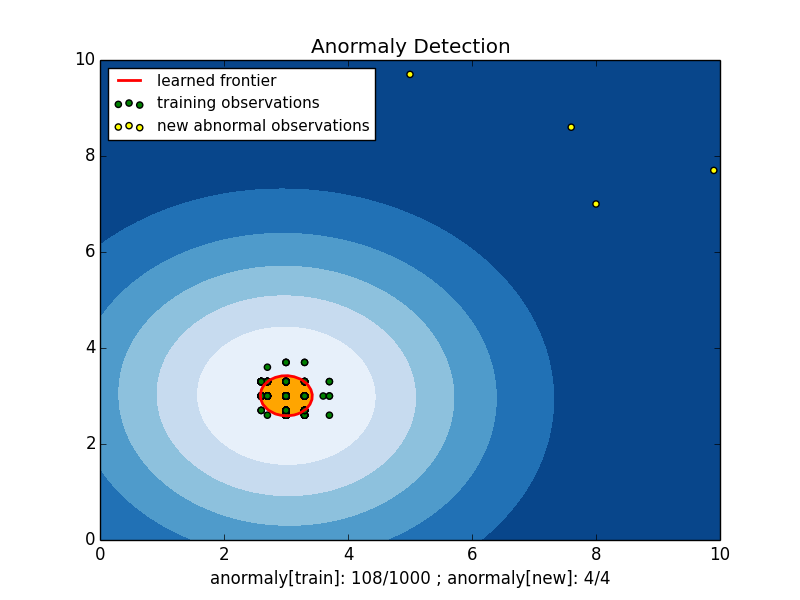 Anormaly Detection
learned frontier
training observations
new abnormal observations
10
8
6
4
2
0
0 2 4 6 8 10
anormaly[train]: 108/1000 ; anormaly[new]: 4/4